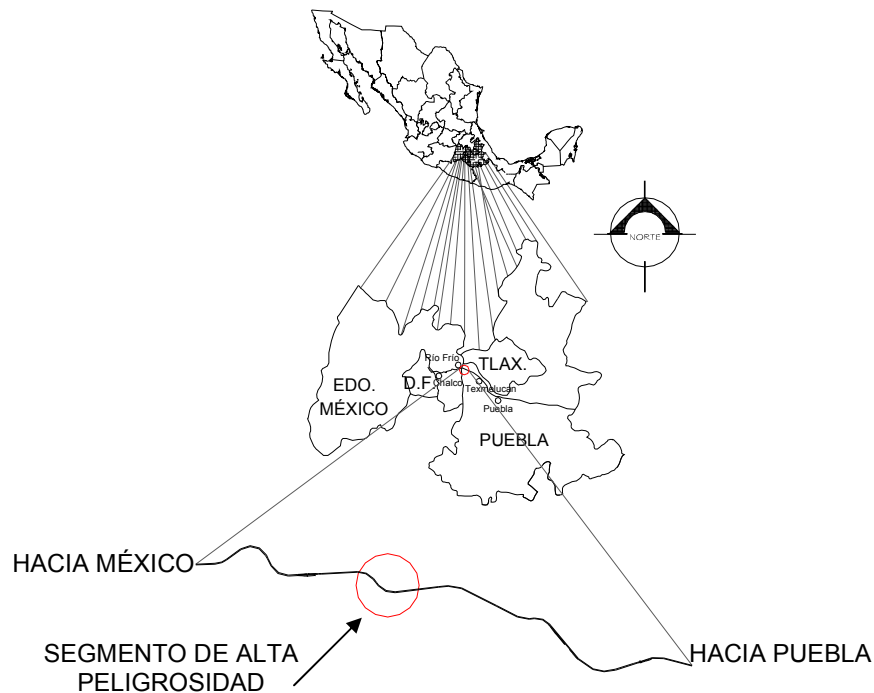 NORTE
Río Frío
TLAX.
D.F
Chalco
EDO.
MÉXICO
Texmelucan
Puebla
PUEBLA
HACIA MÉXICO
SEGMENTO DE ALTA
PELIGROSIDAD
HACIA PUEBLA